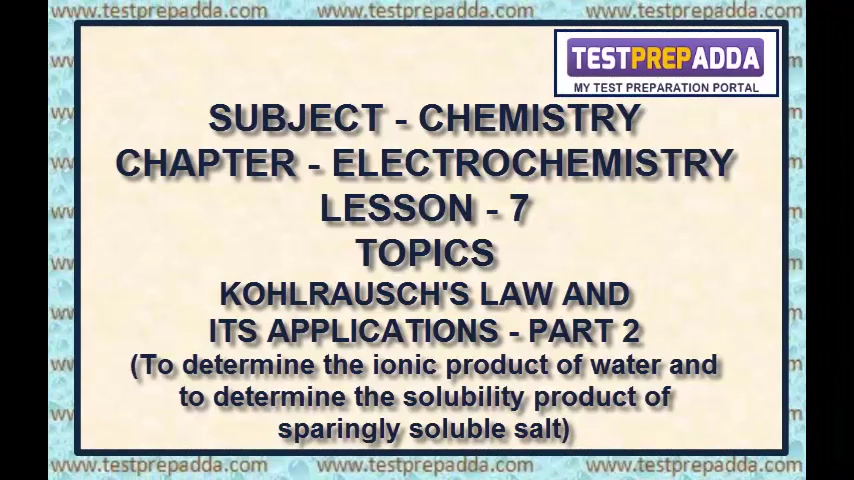 www.testprepadda.com www.testprepadda.com www.testprepadda.com
TESTPREPADDA
MY TEST PREPARATION PORTAL
SUBJECT - CHEMISTRY
CHAPTER - ELECTROCHEMISTRY
LESSON - 7
TOPICS
KOHLRAUSCH'S LAW AND
ITS APPLICATIONS - PART 2
(To determine the ionic product of water and
to determine the solubility product of
sparingly soluble salt)
www.testprepadda.com www.testprepadda.com www.testprepadda.com